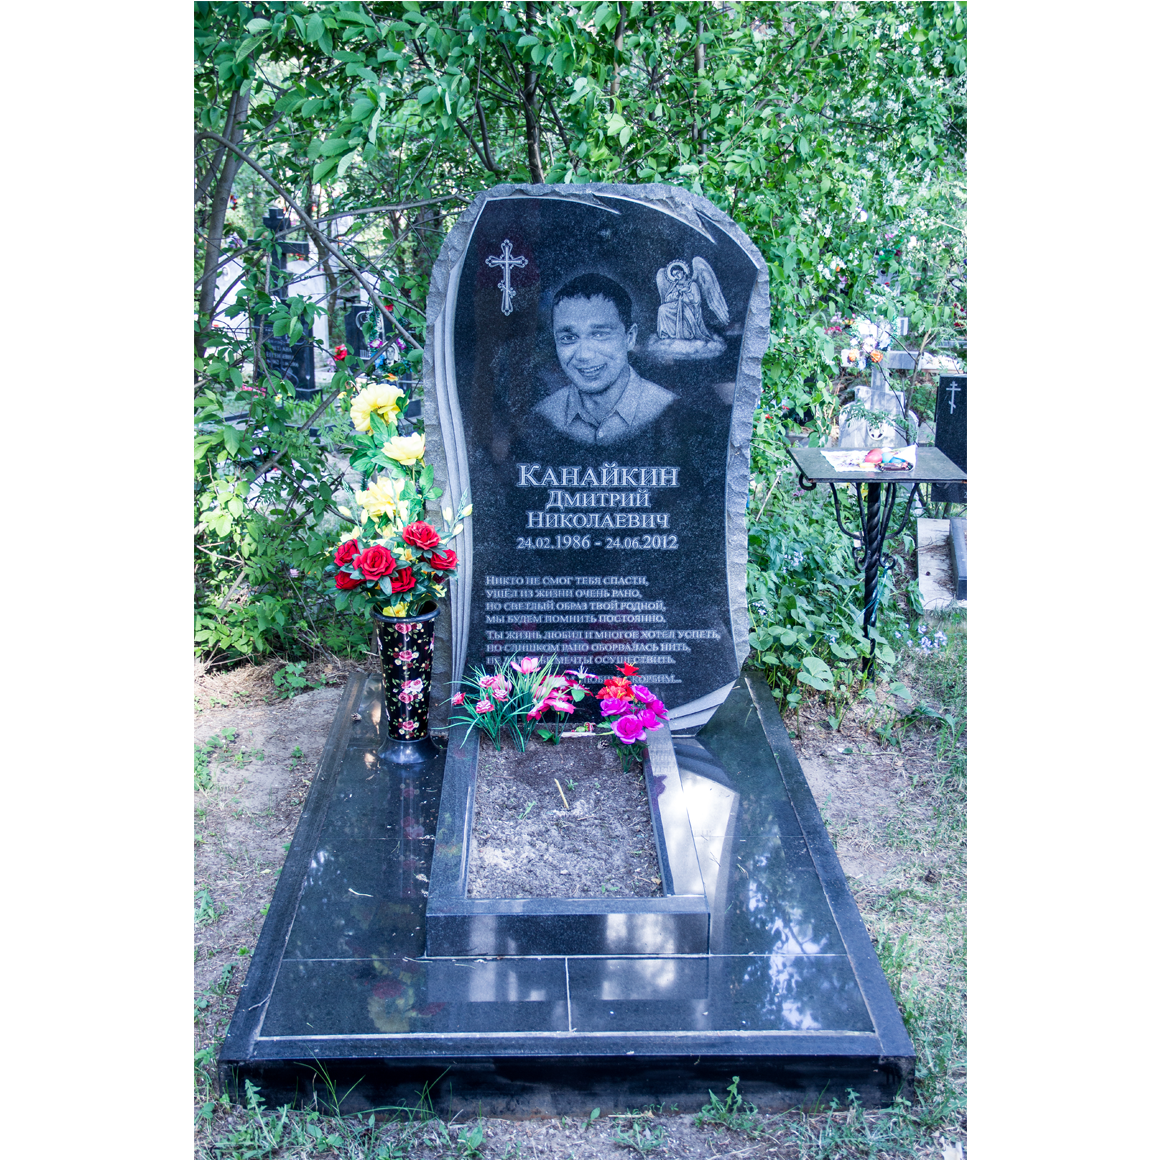 Канайкин
Дмитрий
Николаевич
24.02.1986 - 24.06.2012
Никто не смог тебя спасти,
ушёл из жизни очень рано,
но светлый образ твой родной,
мы будем помнить постоянно.
Ты жизнь любил и многое хотел успеть,
но слишком рано оборвалась нить,
мечты осуществить.